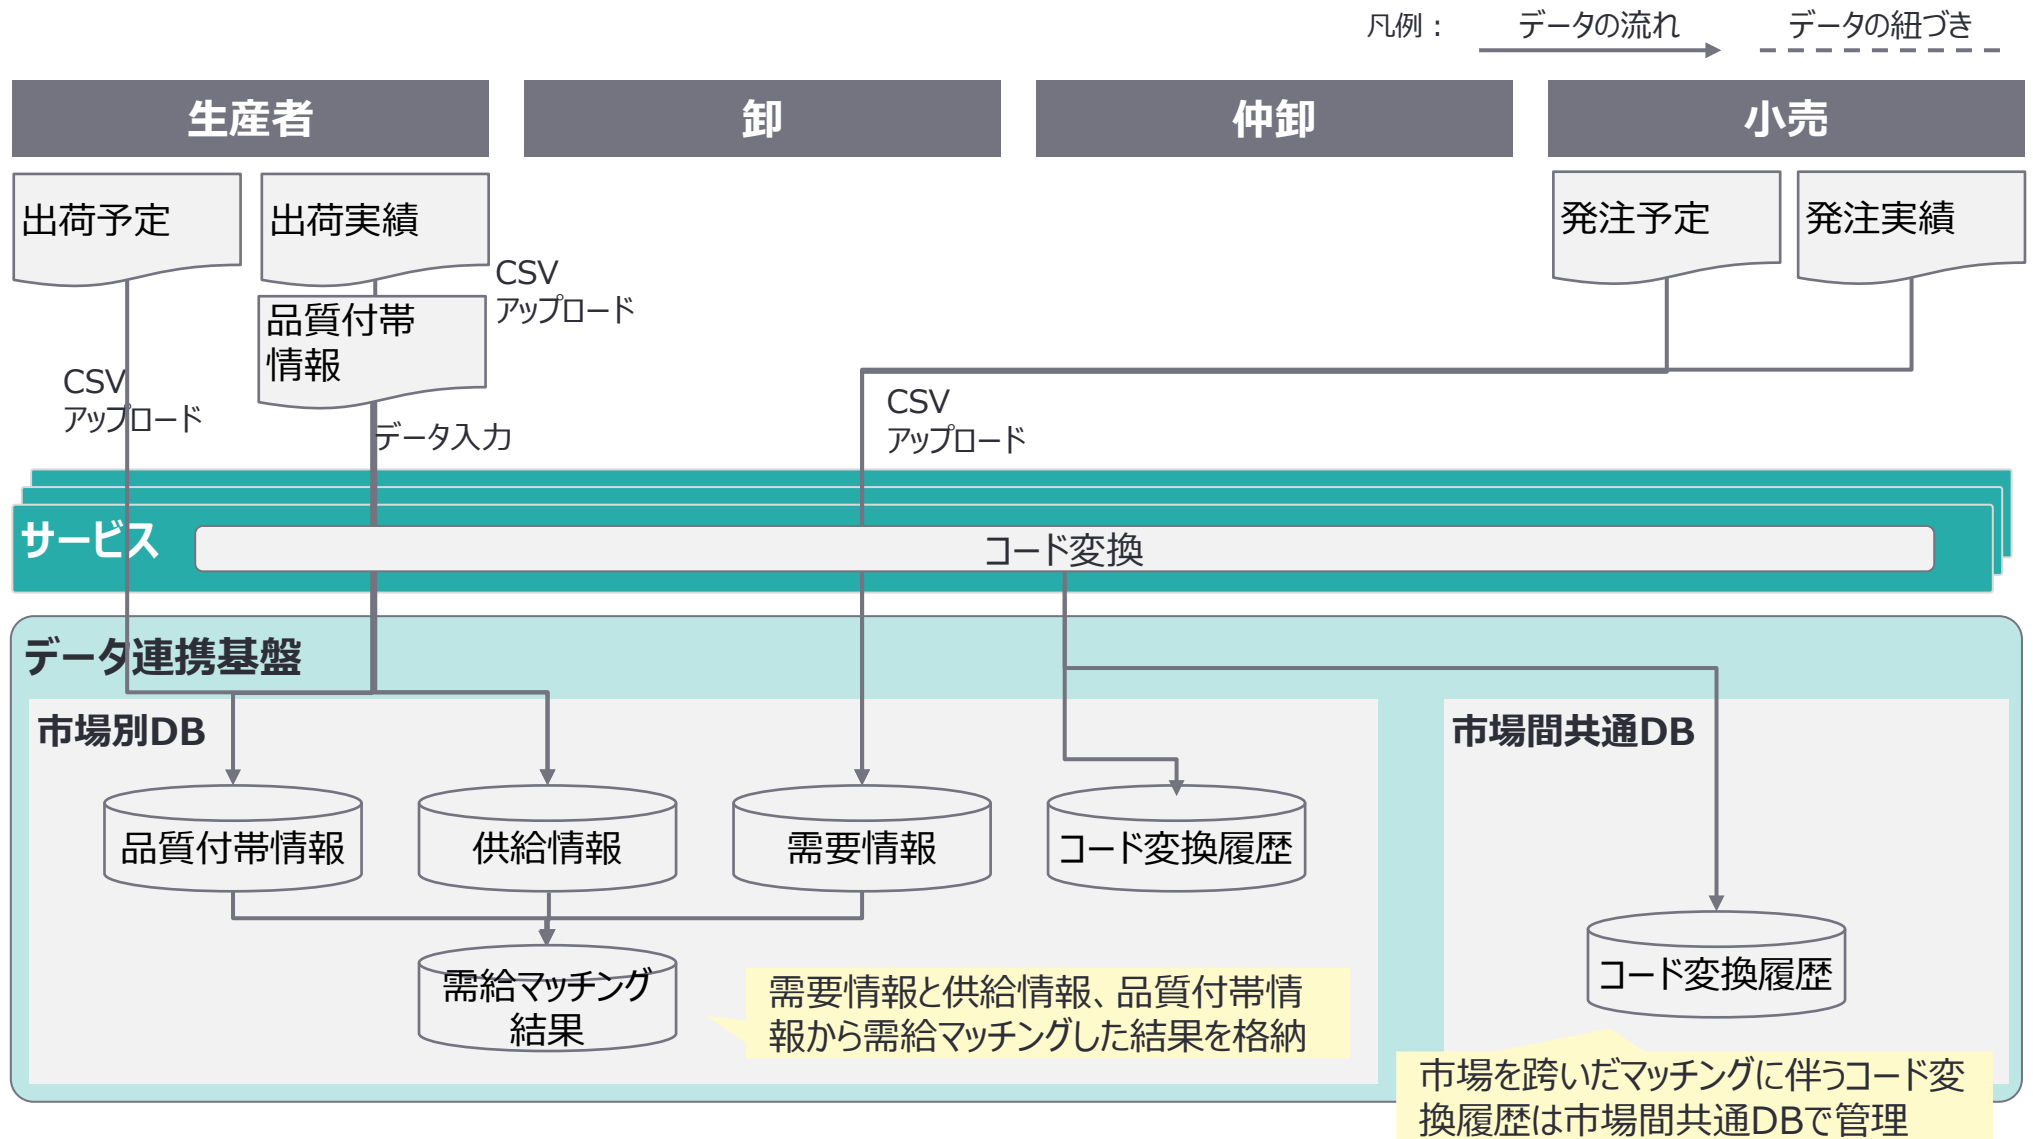 凡例：
データの流れ
データの紐づき
生産者
卸
仲卸
小売
出荷予定
出荷実績
発注予定
発注実績
CSV
アップロード
品質付帯
情報
CSV
アップロード
データ入力
CSV
アップロード
サービス
コード変換
データ連携基盤
市場別DB
市場間共通DB
品質付帯情報
供給情報
需要情報
コード変換履歴
需給マッチング
結果
需要情報と供給情報、品質付帯情
報から需給マッチングした結果を格納
コード変換履歴
市場を跨いだマッチングに伴うコード変
換履歴は市場間共通DBで管理